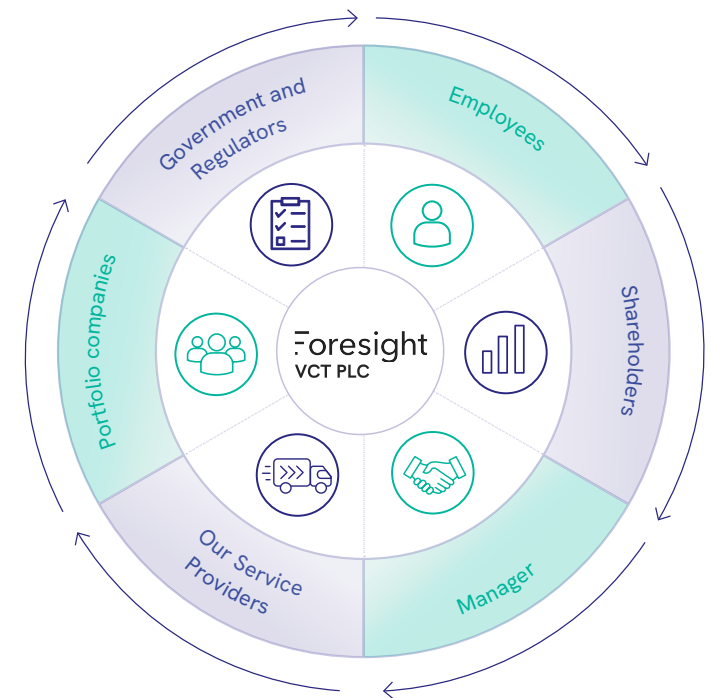 Government and
Regulators
Employees
Shareholders
Manager
Our Service
Providers
Portfolio companies
Foresight
VCT PLC